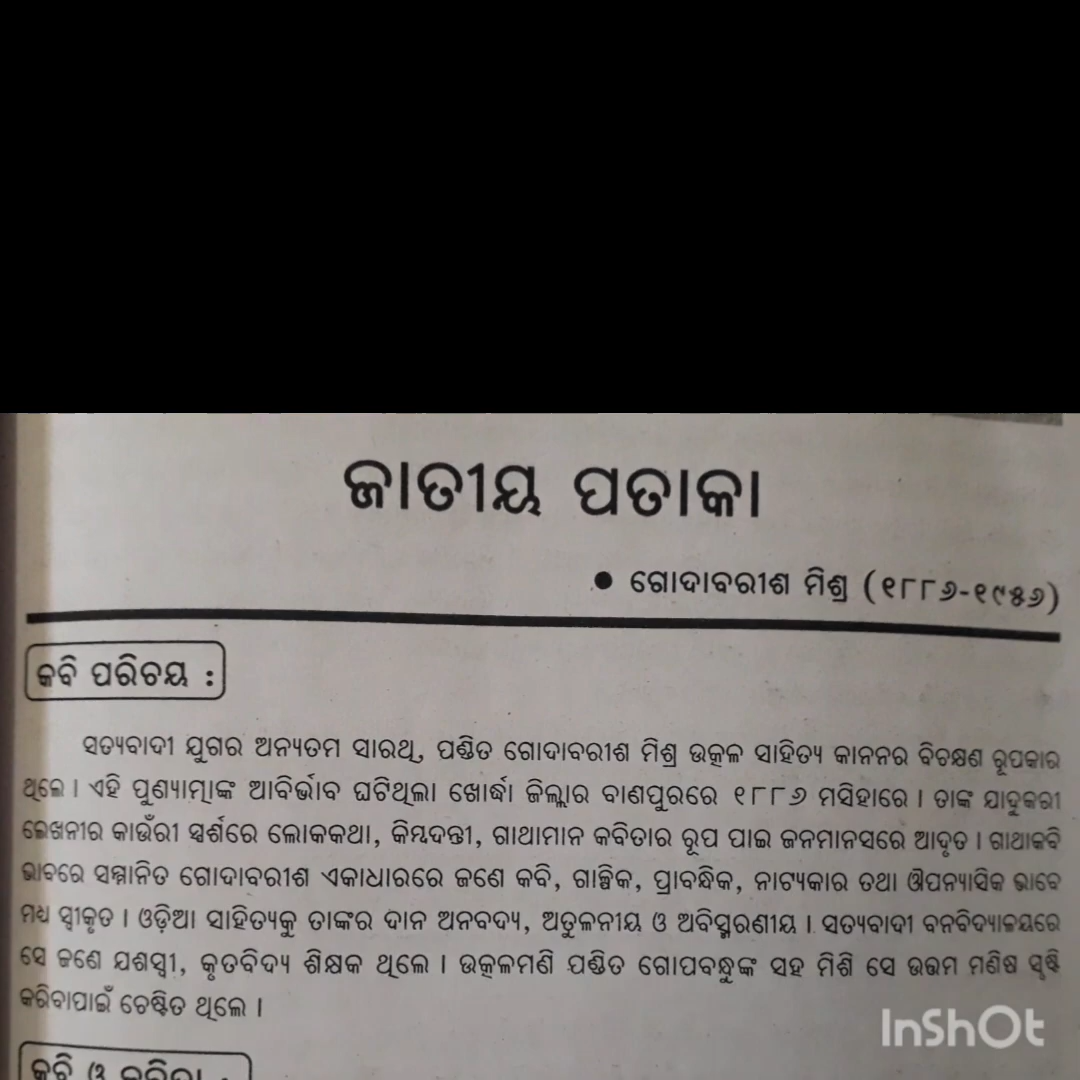 ଜାତୀୟ ପତାକା
● ଗୋଦାବରୀଶ ମିଶ୍ର (୧୮୮୬-୧୯୫୬)
କବି ପରିଚୟ :
ସତ୍ୟବାଦୀ ଯୁଗର ଅନ୍ୟତମ ସାରଥି, ପଣ୍ଡିତ ଗୋଦାବରୀଶ ମିଶ୍ର ଉତ୍କଳ ସାହିତ୍ୟ କାନନର ବିଚକ୍ଷଣ ରୂପକାର
ଥିଲେ । ଏହି ପୁଣ୍ୟାତ୍ମାଙ୍କ ଆବିର୍ଭାବ ଘଟିଥିଲା ଖୋର୍ଦ୍ଧା ଜିଲ୍ଲାର ବାଣପୁରରେ ୧୮୮୬ ମସିହାରେ । ତାଙ୍କ ଯାଦୁକରୀ
ଲେଖନୀର କାଉଁରୀ ସ୍ପର୍ଶରେ ଲୋକକଥା, କିମ୍ବଦନ୍ତୀ, ଗାଥାମାନ କବିତାର ରୂପ ପାଇ ଜନମାନସରେ ଆଦୃତ । ଗାଥାକବି
ଭାବରେ ସମ୍ମାନିତ ଗୋଦାବରୀଶ ଏକାଧାରରେ ଜଣେ କବି, ଗାଳ୍ପିକ, ପ୍ରାବନ୍ଧିକ, ନାଟ୍ୟକାର ତଥା ଔପନ୍ୟାସିକ ଭାବେ
ମଧ୍ୟ ସ୍ୱୀକୃତ । ଓଡ଼ିଆ ସାହିତ୍ୟକୁ ତାଙ୍କର ଦାନ ଅନବଦ୍ୟ, ଅତୁଳନୀୟ ଓ ଅବିସ୍ମରଣୀୟ । ସତ୍ୟବାଦୀ ବନବିଦ୍ୟାଳୟରେ
ସେ ଜଣେ ଯଶସ୍ୱୀ, କୃତବିଦ୍ୟ ଶିକ୍ଷକ ଥିଲେ । ଉତ୍କଳମଣି ପଣ୍ଡିତ ଗୋପବନ୍ଧୁଙ୍କ ସହ ମିଶି ସେ ଉତ୍ତମ ମଣିଷ ସୃଷ୍ଟି
କରିବାପାଇଁ ଚେଷ୍ଟିତ ଥିଲେ ।
କବି ଓ କବିତା :
InShOt